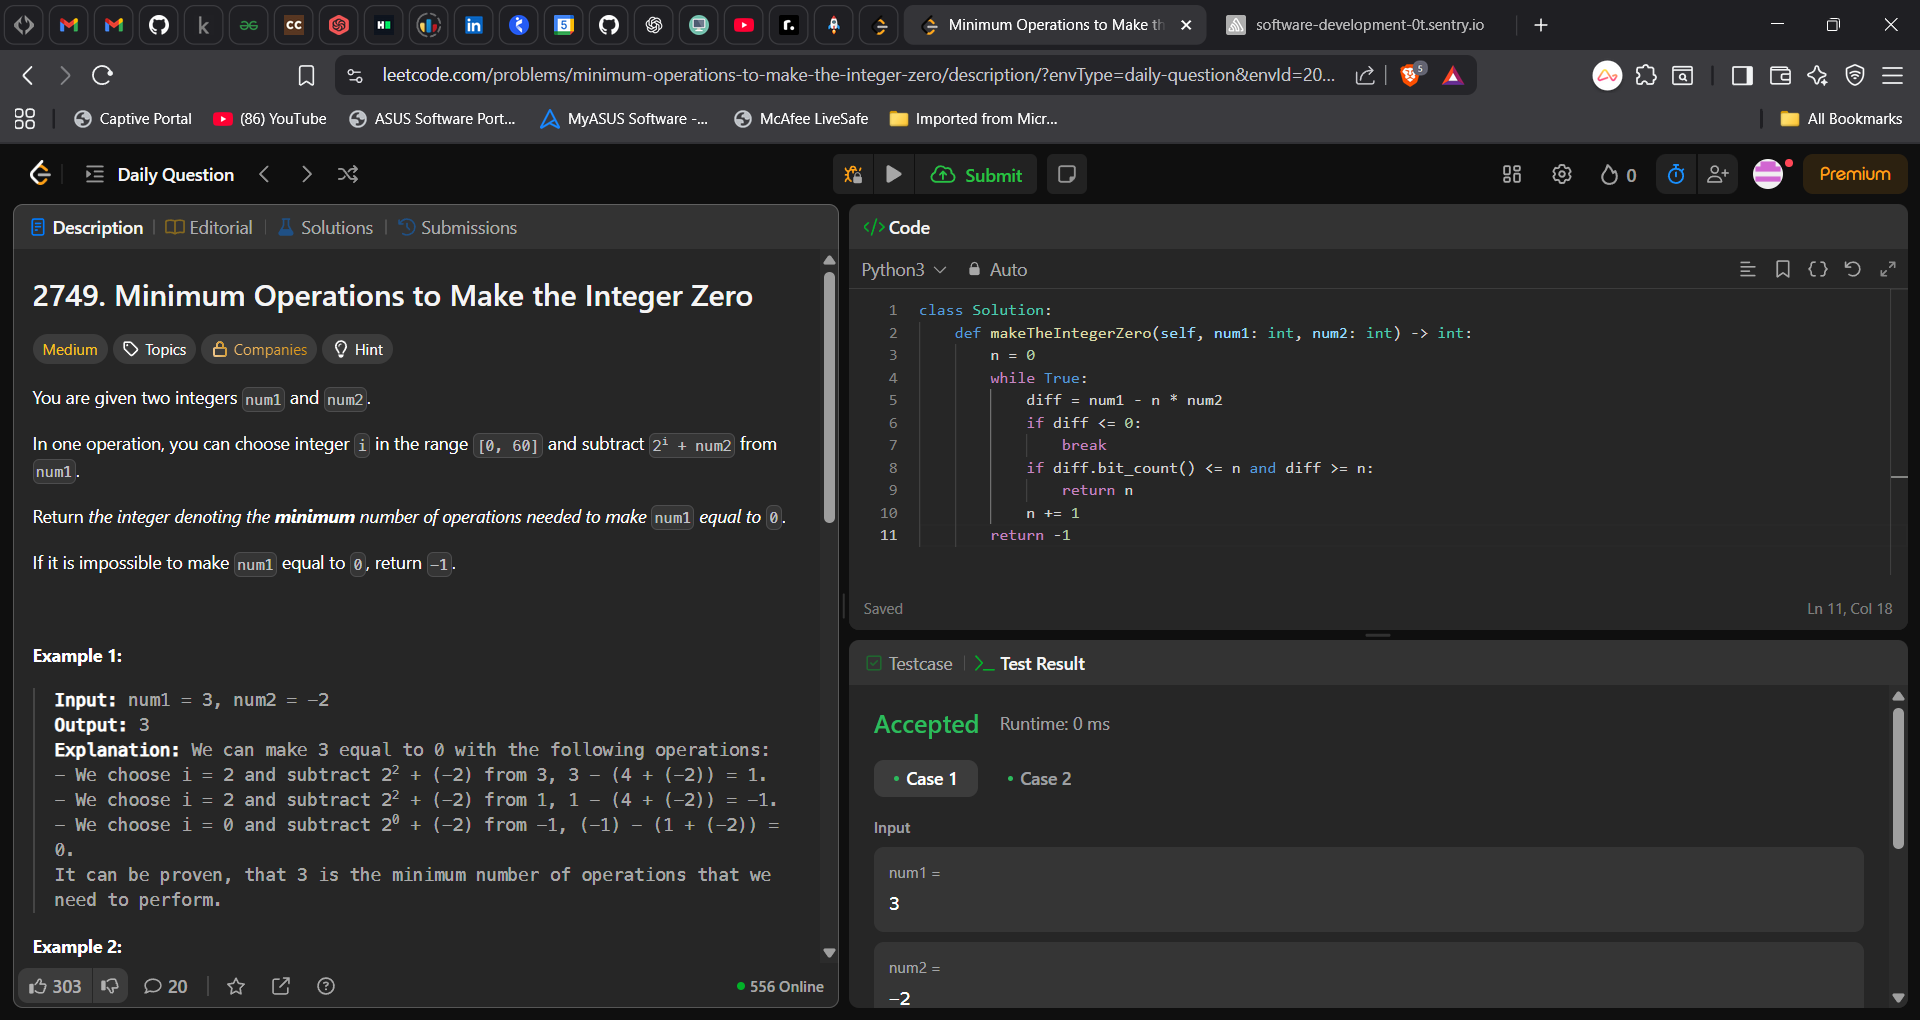 Minimum Operations to Make th
software-development-0t.sentry.io
leetcode.com/problems/minimum-operations-to-make-the-integer-zero/description/?envType=daily-question&envId=20...
5
Captive Portal
(86) YouTube
ASUS Software Port...
MyASUS Software -...
McAfee LiveSafe
Imported from Micr...
All Bookmarks
Daily Question
Submit
0
Premium
Description
Editorial
Solutions
Submissions
2749. Minimum Operations to Make the Integer Zero
Medium
Topics
Companies
Hint
You are given two integers num1 and num2.
In one operation, you can choose integer i in the range [0, 60] and subtract 2^i + num2 from
num1.
Return the integer denoting the minimum number of operations needed to make num1 equal to 0.
If it is impossible to make num1 equal to 0, return -1.
Example 1:
Input: num1 = 3, num2 = -2
Output: 3
Explanation: We can make 3 equal to 0 with the following operations:
- We choose i = 2 and subtract 2² + (-2) from 3, 3 - (4 + (-2)) = 1.
- We choose i = 2 and subtract 2² + (-2) from 1, 1 - (4 + (-2)) = -1.
- We choose i = 0 and subtract 2⁰ + (-2) from -1, (-1) - (1 + (-2)) =
0.
It can be proven, that 3 is the minimum number of operations that we
need to perform.
Example 2:
303
20
556 Online
</> Code
Python3
Auto
1 class Solution:
2 def makeTheIntegerZero(self, num1: int, num2: int) -> int:
3 n = 0
4 while True:
5 diff = num1 - n * num2
6 if diff <= 0:
7 break
8 if diff.bit_count() <= n and diff >= n:
9 return n
10 n += 1
11 return -1
Saved
Ln 11, Col 18
Testcase
>_ Test Result
Accepted
Runtime: 0 ms
Case 1
Case 2
Input
num1 =
3
num2 =
-2